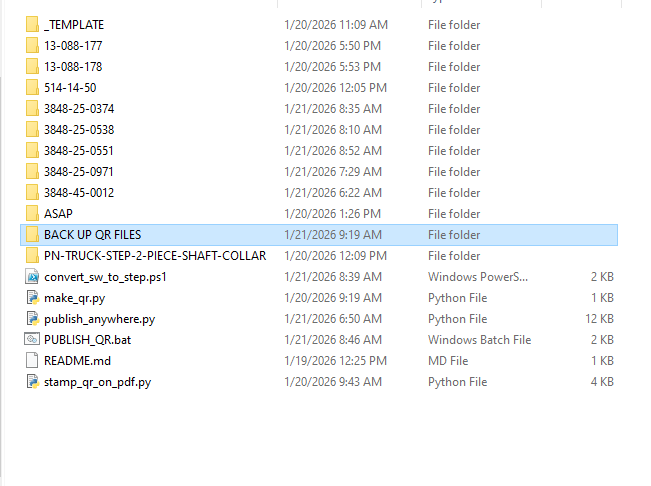 _TEMPLATE 1/20/2026 11:09 AM File folder
13-088-177 1/20/2026 5:50 PM File folder
13-088-178 1/20/2026 5:53 PM File folder
514-14-50 1/20/2026 12:05 PM File folder
3848-25-0374 1/21/2026 8:35 AM File folder
3848-25-0538 1/21/2026 8:10 AM File folder
3848-25-0551 1/21/2026 8:52 AM File folder
3848-25-0971 1/21/2026 7:29 AM File folder
3848-45-0012 1/21/2026 6:22 AM File folder
ASAP 1/20/2026 1:26 PM File folder
BACK UP QR FILES 1/21/2026 9:19 AM File folder
PN-TRUCK-STEP-2-PIECE-SHAFT-COLLAR 1/20/2026 12:09 PM File folder
convert_sw_to_step.ps1 1/21/2026 8:39 AM Windows PowerS... 2 KB
make_qr.py 1/20/2026 9:19 AM Python File 1 KB
publish_anywhere.py 1/21/2026 6:50 AM Python File 12 KB
PUBLISH_QR.bat 1/21/2026 8:46 AM Windows Batch File 2 KB
README.md 1/19/2026 12:25 PM MD File 1 KB
stamp_qr_on_pdf.py 1/20/2026 9:43 AM Python File 4 KB